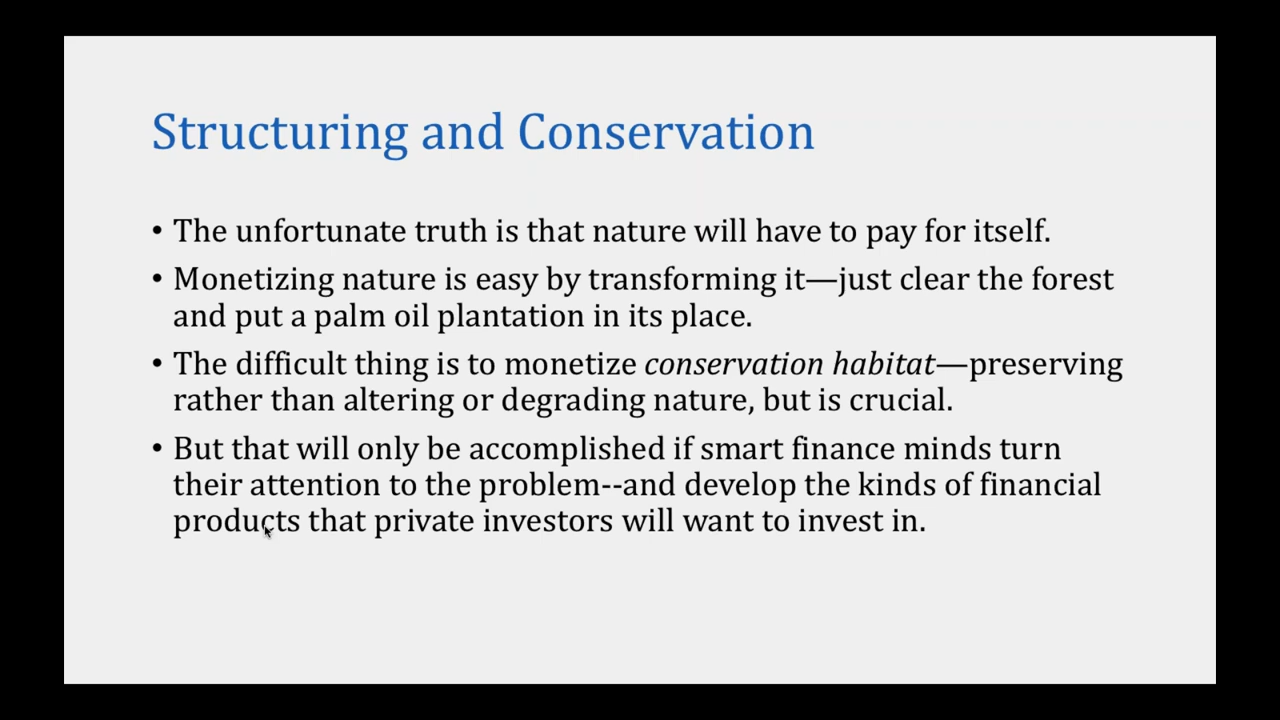 Structuring and Conservation
• The unfortunate truth is that nature will have to pay for itself.
• Monetizing nature is easy by transforming it—just clear the forest
and put a palm oil plantation in its place.
• The difficult thing is to monetize conservation habitat—preserving
rather than altering or degrading nature, but is crucial.
• But that will only be accomplished if smart finance minds turn
their attention to the problem--and develop the kinds of financial
products that private investors will want to invest in.